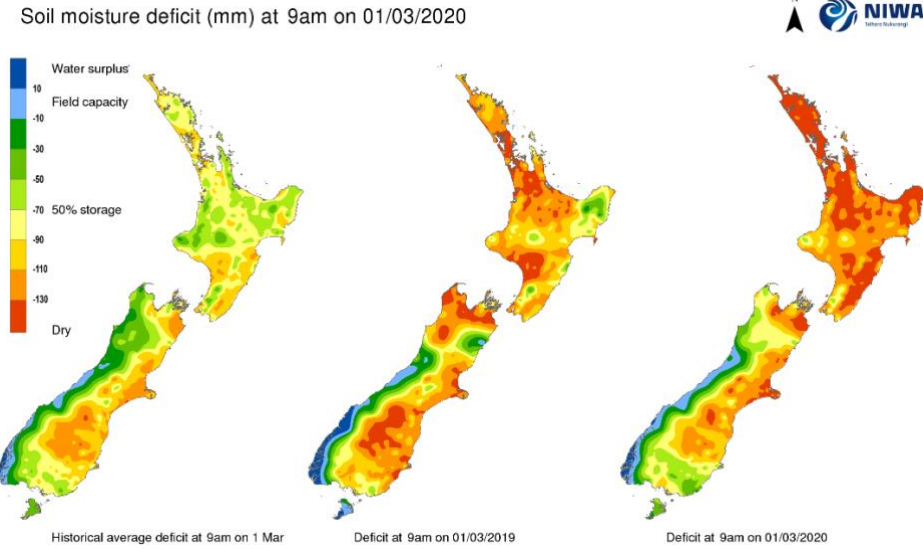 Soil moisture deficit (mm) at 9am on 01/03/2020
NIWA
Taihoro Nukurangi
Water surplus
10
Field capacity
-10
-30
-50
50% storage
-70
-90
-110
-130
Dry
Historical average deficit at 9am on 1 Mar
Deficit at 9am on 01/03/2019
Deficit at 9am on 01/03/2020